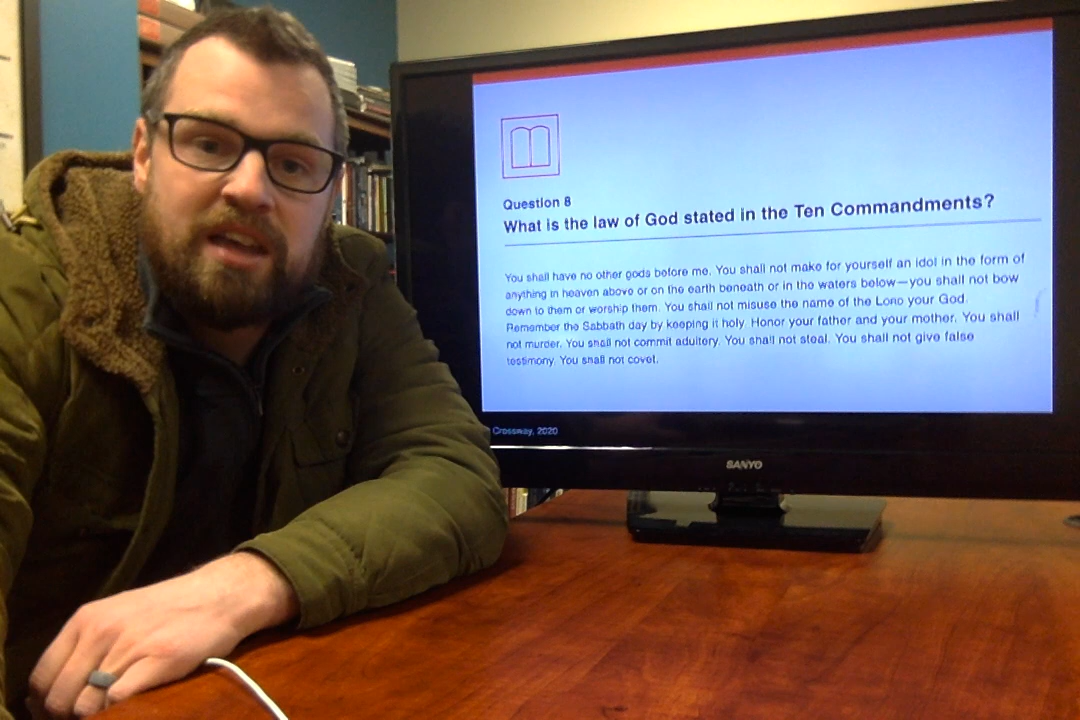 Question 8
What is the law of God stated in the Ten Commandments?
You shall have no other gods before me. You shall not make for yourself an idol in the form of
anything in heaven above or on the earth beneath or in the waters below—you shall not bow
down to them or worship them. You shall not misuse the name of the LORD your God.
Remember the Sabbath day by keeping it holy. Honor your father and your mother. You shall
not murder. You shall not commit adultery. You shall not steal. You shall not give false
testimony. You shall not covet.
Crossway, 2020
SANYO